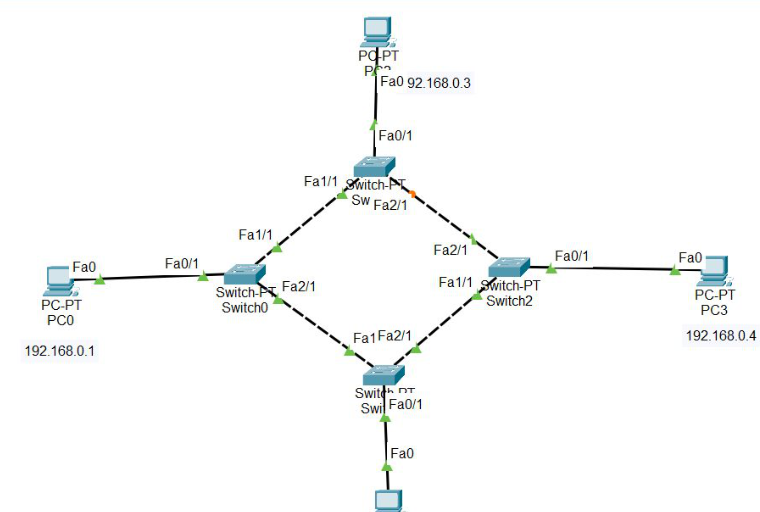 PC-PT
Fa0
92.168.0.3
Fa0/1
Fa1/1
Switch-PT
Sw
Fa2/1
Fa1/1
Fa2/1
Fa0/1
Fa0
Fa0/1
Fa0
Switch-PT
Switch0
Fa2/1
Fa1/1
Switch-PT
Switch2
PC-PT
PC0
PC-PT
PC3
192.168.0.1
192.168.0.4
Fa1
Fa2/1
Fa0/1
Fa0